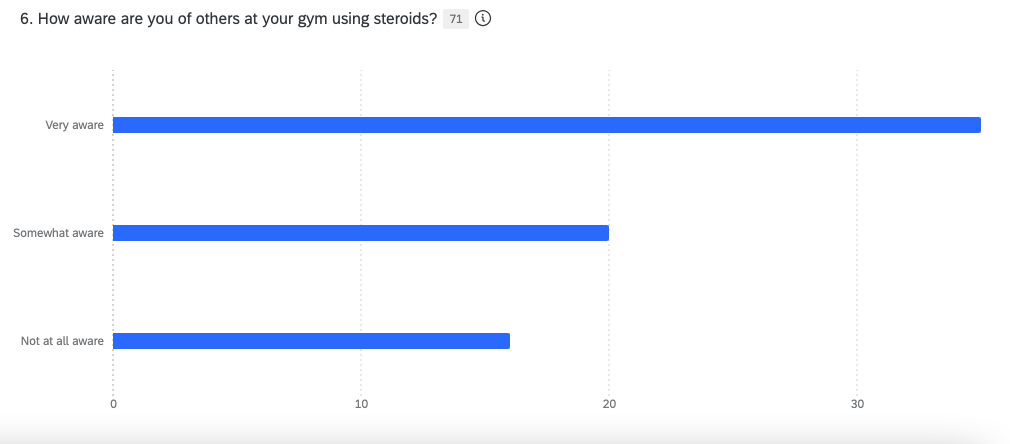 6. How aware are you of others at your gym using steroids? 71
Very aware
Somewhat aware
Not at all aware
0 10 20 30